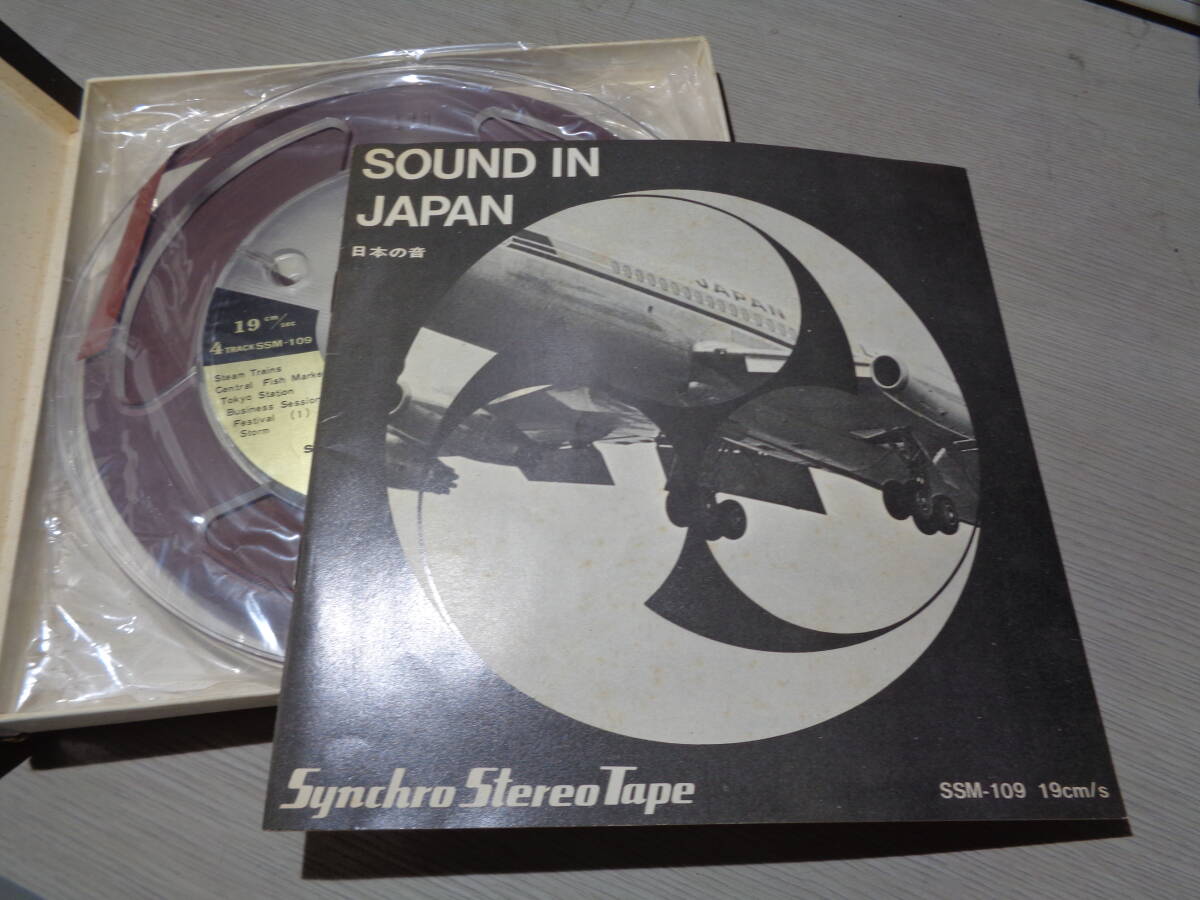 SOUND IN
JAPAN
日本の音
JAPAN
Synchro Stereo Tape
SSM-109 19cm/s
19 cm/sec
4 TRACK SSM-109
Steam Trains
Central Fish Marke
Tokyo Station
Business Session
Festival (1)
Storm
S